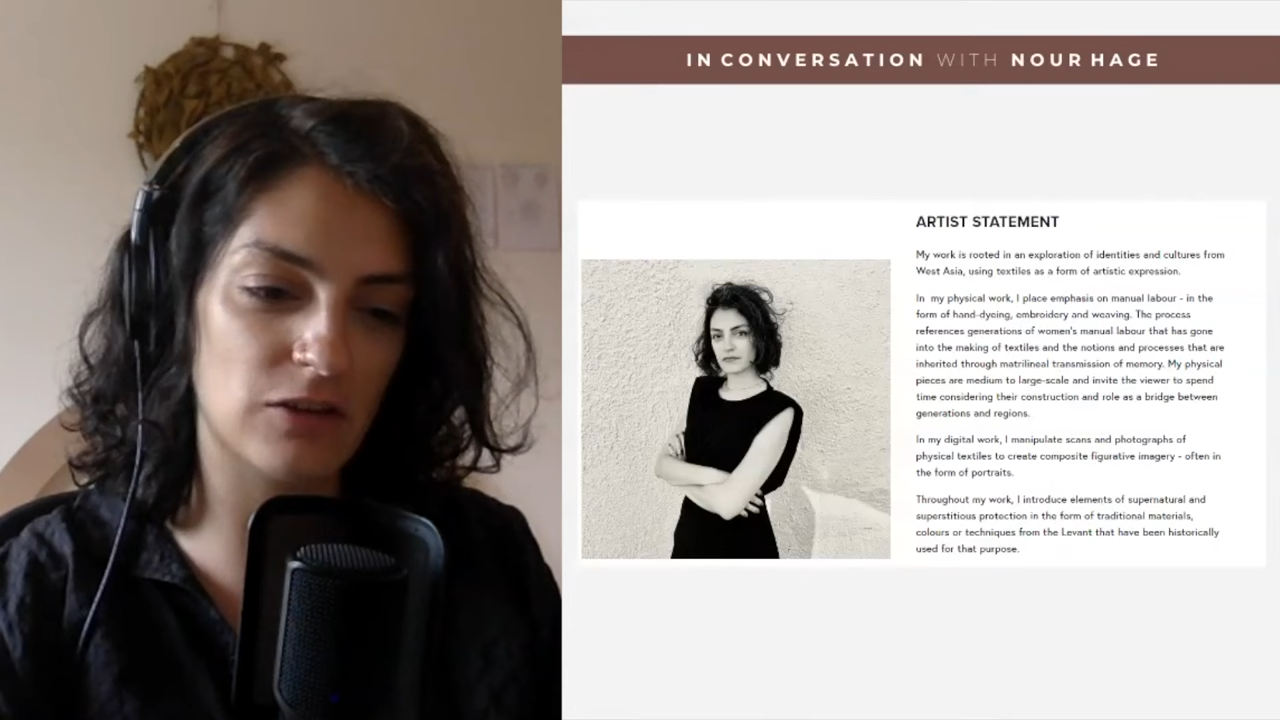 IN CONVERSATION WITH NOUR HAGE
ARTIST STATEMENT
My work is rooted in an exploration of identities and cultures from
West Asia, using textiles as a form of artistic expression.
In my physical work, I place emphasis on manual labour - in the
form of hand-dyeing, embroidery and weaving. The process
references generations of women's manual labour that has gone
into the making of textiles and the notions and processes that are
inherited through matrilineal transmission of memory. My physical
pieces are medium to large-scale and invite the viewer to spend
time considering their construction and role as a bridge between
generations and regions.
In my digital work, I manipulate scans and photographs of
physical textiles to create composite figurative imagery - often in
the form of portraits.
Throughout my work, I introduce elements of supernatural and
superstitious protection in the form of traditional materials,
colours or techniques from the Levant that have been historically
used for that purpose.